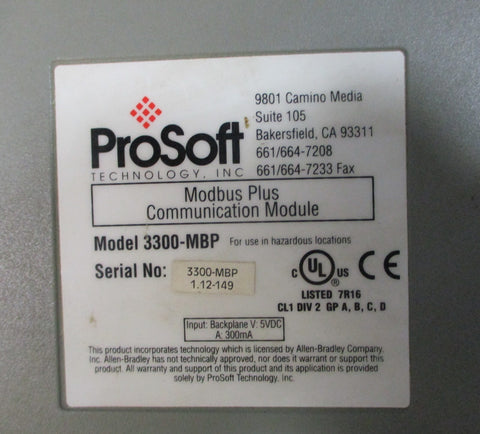 ProSoft
TECHNOLOGY, INC
9801 Camino Media
Suite 105
Bakersfield, CA 93311
661/664-7208
661/664-7233 Fax
Modbus Plus
Communication Module
Model 3300-MBP For use in hazardous locations
Serial No: 3300-MBP
1.12-149
C UL US CE
LISTED 7R16
CL1 DIV 2 GP A, B, C, D
Input: Backplane V: 5VDC
A: 300mA
This product incorporates technology which is licensed by Allen-Bradley Company,
Inc. Allen-Bradley has not technically approved, nor does it warrant or support this
product. All warranty and support of this product and its application is provided
solely by ProSoft Technology, Inc.